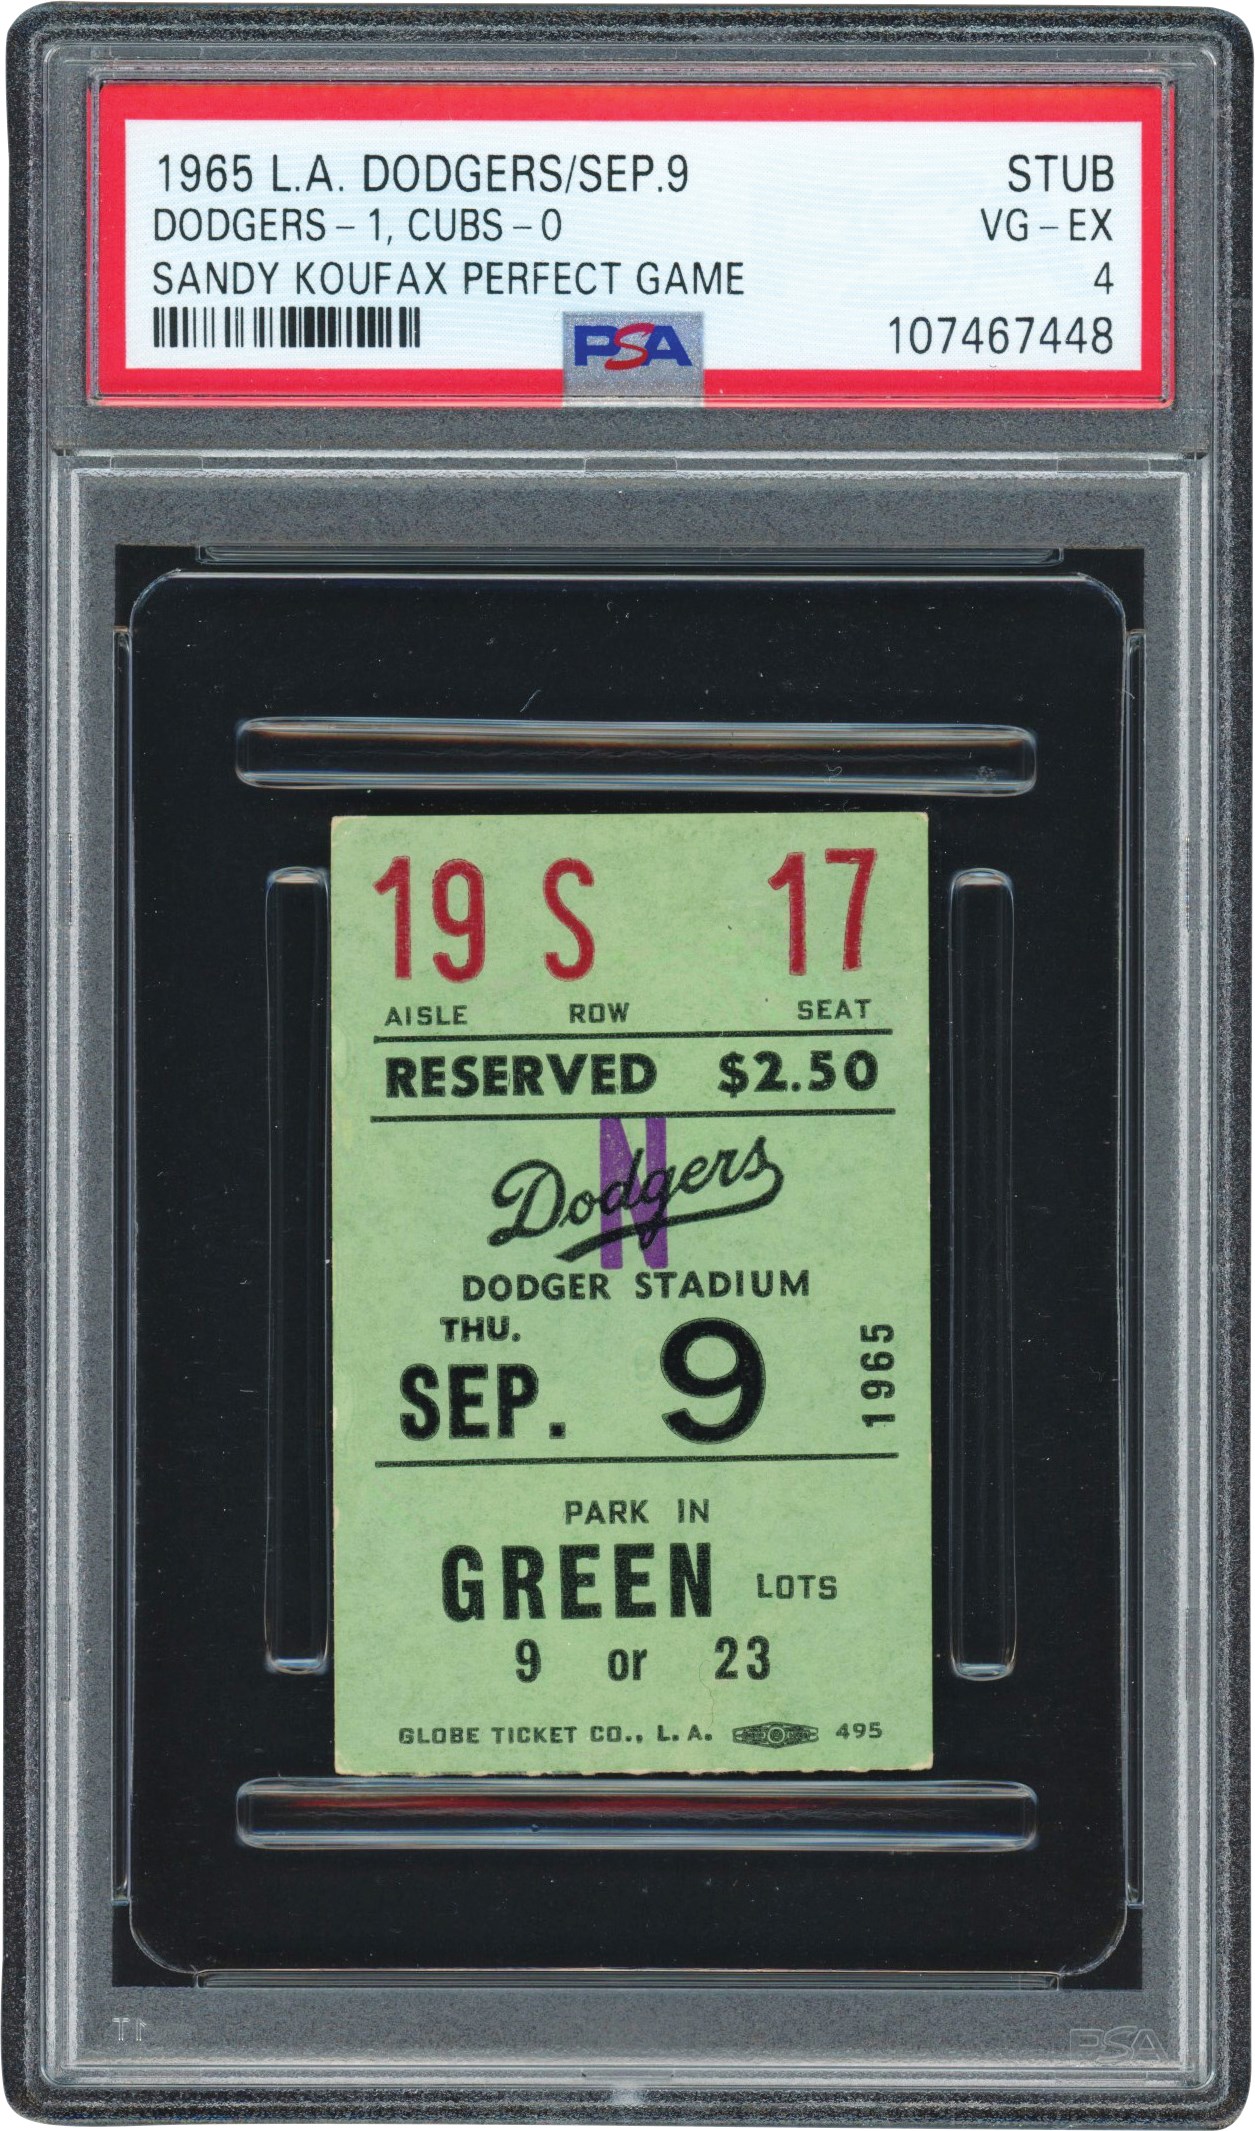 1965 L.A. DODGERS/SEP.9 STUB
DODGERS - 1, CUBS - 0 VG - EX
SANDY KOUFAX PERFECT GAME 4
PSA 107467448
19 S 17
AISLE ROW SEAT
RESERVED $2.50
N
Dodgers
DODGER STADIUM
THU.
SEP. 9 1965
PARK IN
GREEN LOTS
9 or 23
GLOBE TICKET CO., L.A. 495
PSA